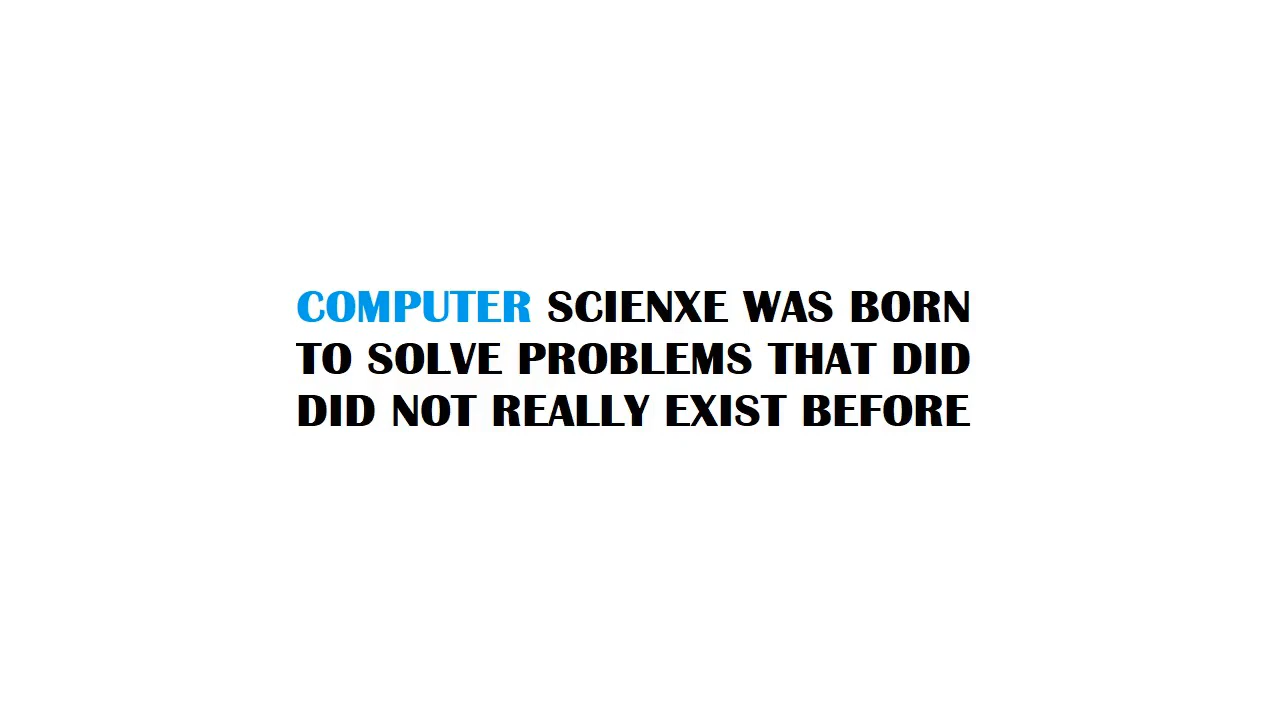 COMPUTER SCIENXE WAS BORN
TO SOLVE PROBLEMS THAT DID
DID NOT REALLY EXIST BEFORE